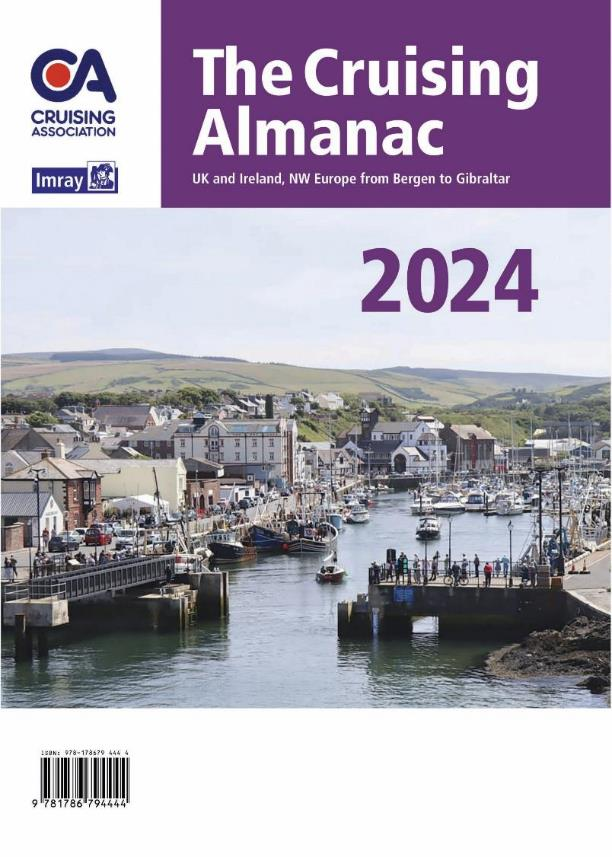 CA
CRUISING
ASSOCIATION
Imray
The Cruising
Almanac
UK and Ireland, NW Europe from Bergen to Gibraltar
2024
ISBN: 978-178679 444 4
9 781786 794444